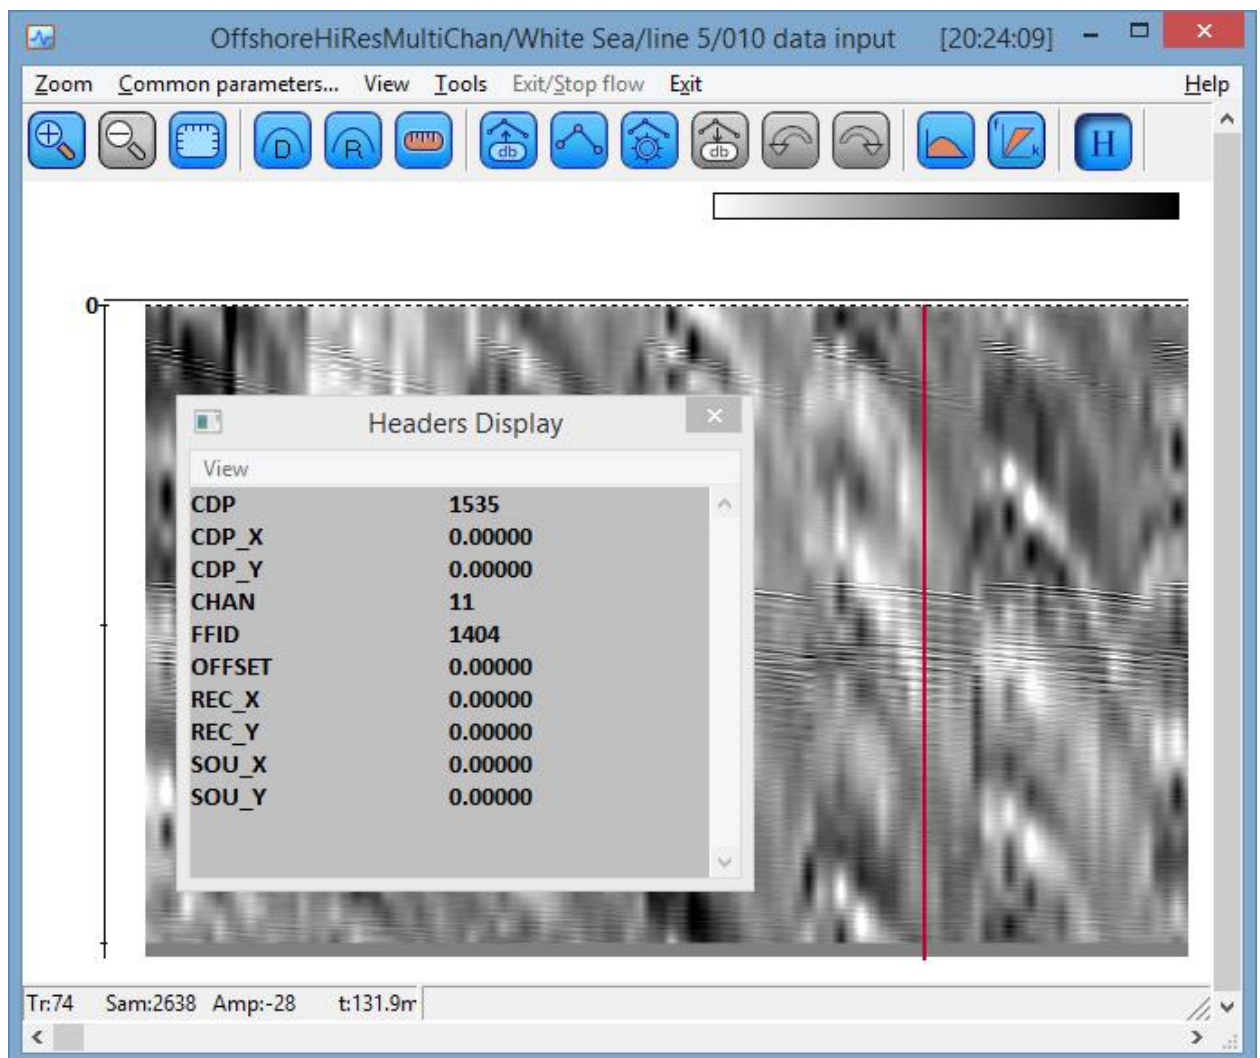 OffshoreHiResMultiChan/White Sea/line 5/010 data input [20:24:09]
Zoom Common parameters... View Tools Exit/Stop flow Exit Help
D R db db f k H
0
Headers Display
View
CDP 1535
CDP_X 0.00000
CDP_Y 0.00000
CHAN 11
FFID 1404
OFFSET 0.00000
REC_X 0.00000
REC_Y 0.00000
SOU_X 0.00000
SOU_Y 0.00000
Tr:74 Sam:2638 Amp:-28 t:131.9m